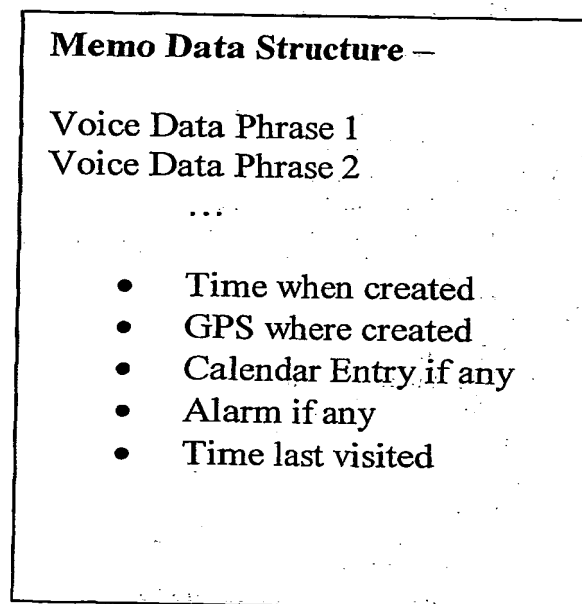 Memo Data Structure –
Voice Data Phrase 1
Voice Data Phrase 2
...
• Time when created
• GPS where created
• Calendar Entry if any
• Alarm if any
• Time last visited